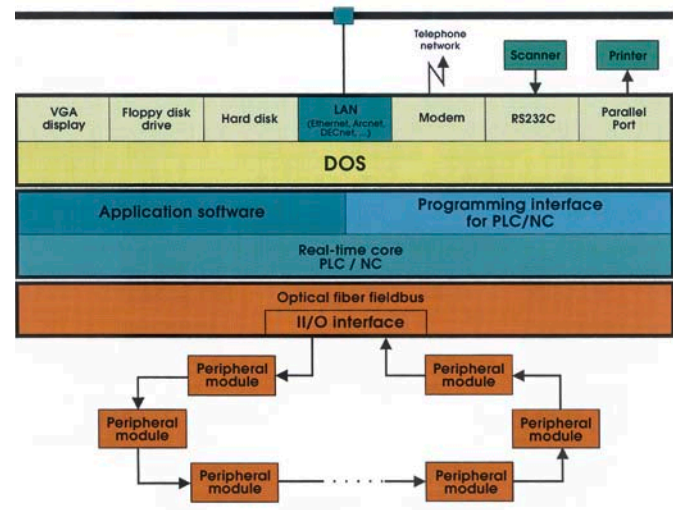 Telephone
network
Scanner
Printer
VGA
display
Floppy disk
drive
Hard disk
LAN
(Ethernet, Arcnet,
DECnet, ...)
Modem
RS232C
Parallel
Port
DOS
Application software
Programming interface
for PLC/NC
Real-time core
PLC / NC
Optical fiber fieldbus
II/O interface
Peripheral
module
Peripheral
module
Peripheral
module
Peripheral
module
Peripheral
module
.....
Peripheral
module